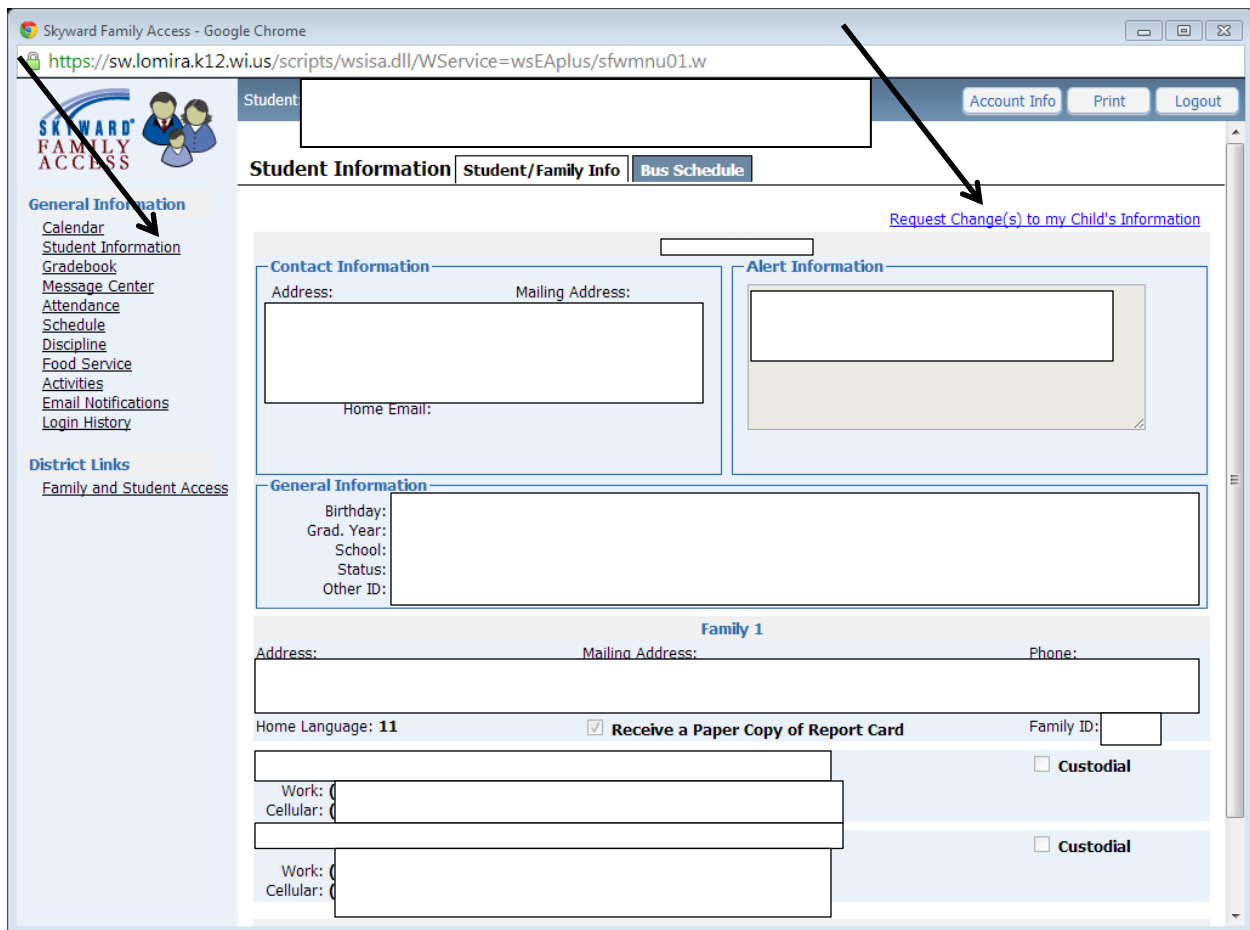 Skyward Family Access - Google Chrome
https://sw.lomira.k12.wi.us/scripts/wsisa.dll/WService=wsEAplus/sfwmnu01.w
SKYWARD®
FAMILY
ACCESS
Student:
Account Info Print Logout
Student Information Student/Family Info Bus Schedule
Request Change(s) to my Child's Information
General Information
Calendar
Student Information
Gradebook
Message Center
Attendance
Schedule
Discipline
Food Service
Activities
Email Notifications
Login History
District Links
Family and Student Access
Contact Information
Address: Mailing Address:
Home Email:
Alert Information
General Information
Birthday:
Grad. Year:
School:
Status:
Other ID:
Family 1
Address: Mailing Address: Phone:
Home Language: 11 Receive a Paper Copy of Report Card Family ID:
Custodial
Work: (
Cellular: (
Custodial
Work: (
Cellular: (